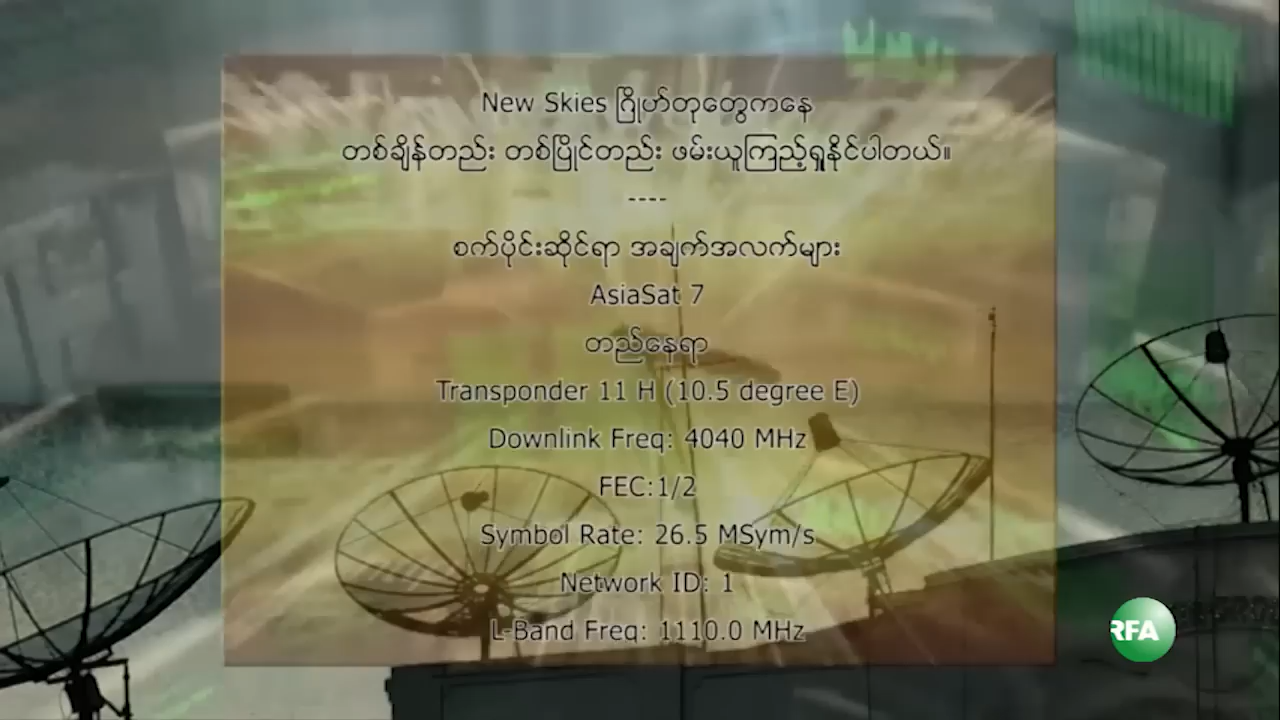 New Skies ဂြိုဟ်တုတွေကနေ
တစ်ချိန်တည်း တစ်ပြိုင်တည်း ဖမ်းယူကြည့်ရှုနိုင်ပါတယ်။
----
စက်ပိုင်းဆိုင်ရာ အချက်အလက်များ
AsiaSat 7
တည်နေရာ
Transponder 11 H (10.5 degree E)
Downlink Freq: 4040 MHz
FEC:1/2
Symbol Rate: 26.5 MSym/s
Network ID: 1
L-Band Freq: 1110.0 MHz
RFA